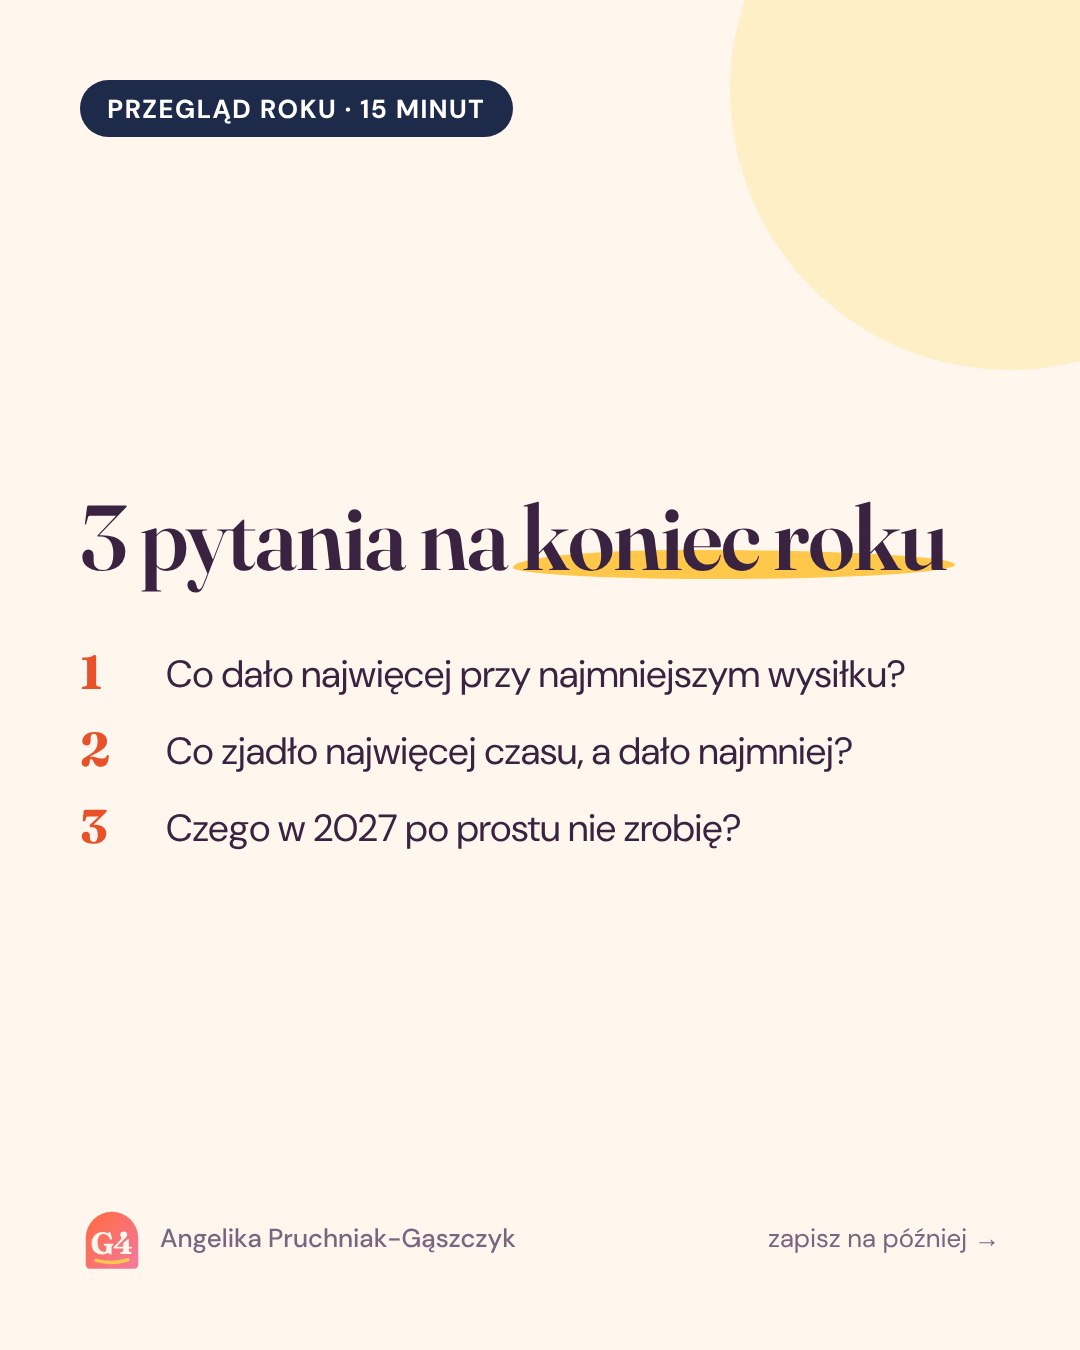 PRZEGLĄD ROKU · 15 MINUT
3 pytania na koniec roku
1 Co dało najwięcej przy najmniejszym wysiłku?
2 Co zjadło najwięcej czasu, a dało najmniej?
3 Czego w 2027 po prostu nie zrobię?
G4 Angelika Pruchniak-Gąszczyk
zapisz na później →